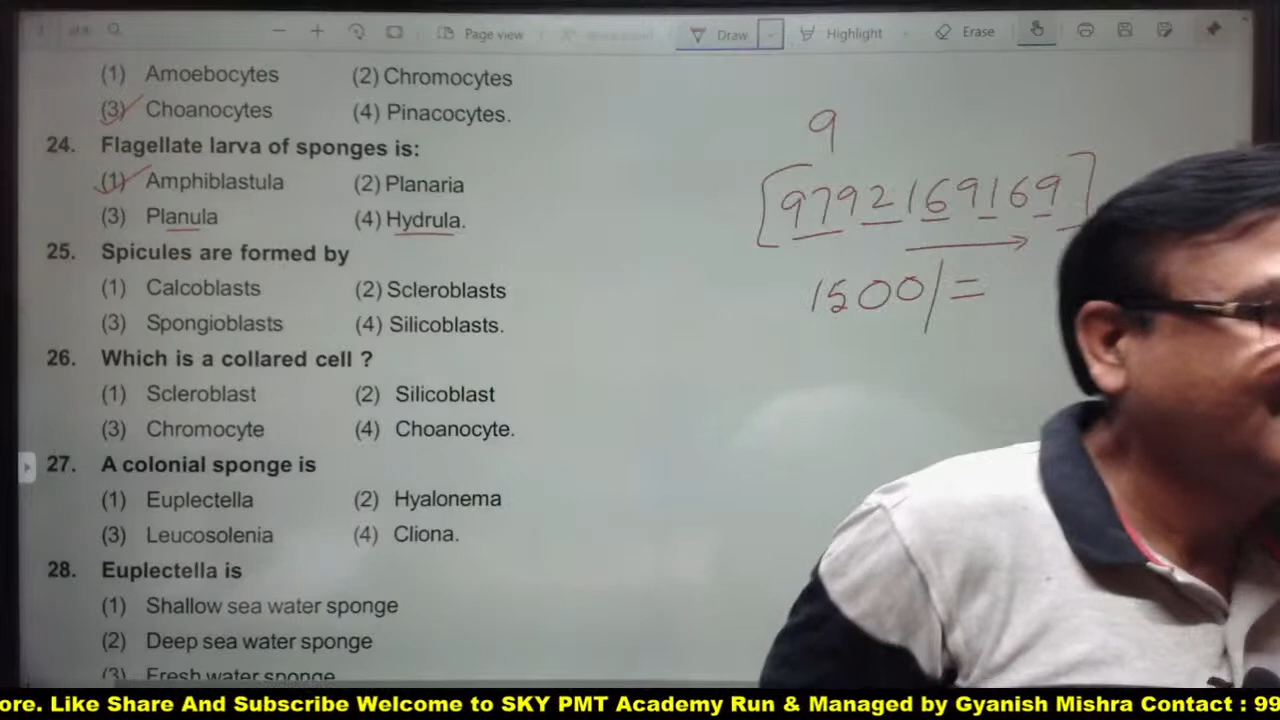 Page view Draw Highlight Erase
(1) Amoebocytes (2) Chromocytes
(3) Choanocytes (4) Pinacocytes.
24. Flagellate larva of sponges is:
(1) Amphiblastula (2) Planaria
(3) Planula (4) Hydrula.
25. Spicules are formed by
(1) Calcoblasts (2) Scleroblasts
(3) Spongioblasts (4) Silicoblasts.
26. Which is a collared cell ?
(1) Scleroblast (2) Silicoblast
(3) Chromocyte (4) Choanocyte.
27. A colonial sponge is
(1) Euplectella (2) Hyalonema
(3) Leucosolenia (4) Cliona.
28. Euplectella is
(1) Shallow sea water sponge
(2) Deep sea water sponge
(3) Fresh water sponge
9
[9792169169]
1500/=
ore. Like Share And Subscribe Welcome to SKY PMT Academy Run & Managed by Gyanish Mishra Contact : 99